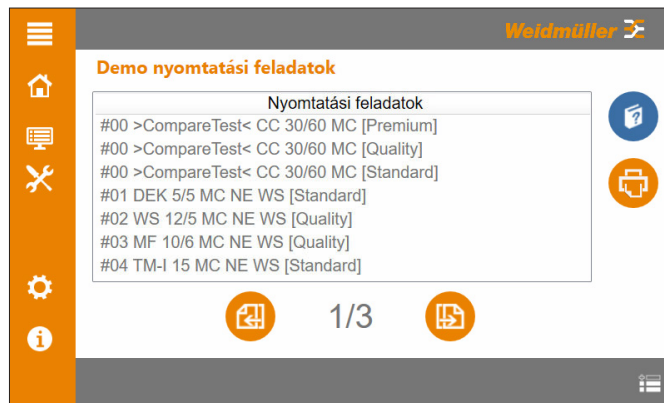 Weidmüller
Demo nyomtatási feladatok
Nyomtatási feladatok
#00 >CompareTest< CC 30/60 MC [Premium]
#00 >CompareTest< CC 30/60 MC [Quality]
#00 >CompareTest< CC 30/60 MC [Standard]
#01 DEK 5/5 MC NE WS [Standard]
#02 WS 12/5 MC NE WS [Quality]
#03 MF 10/6 MC NE WS [Quality]
#04 TM-I 15 MC NE WS [Standard]
1/3